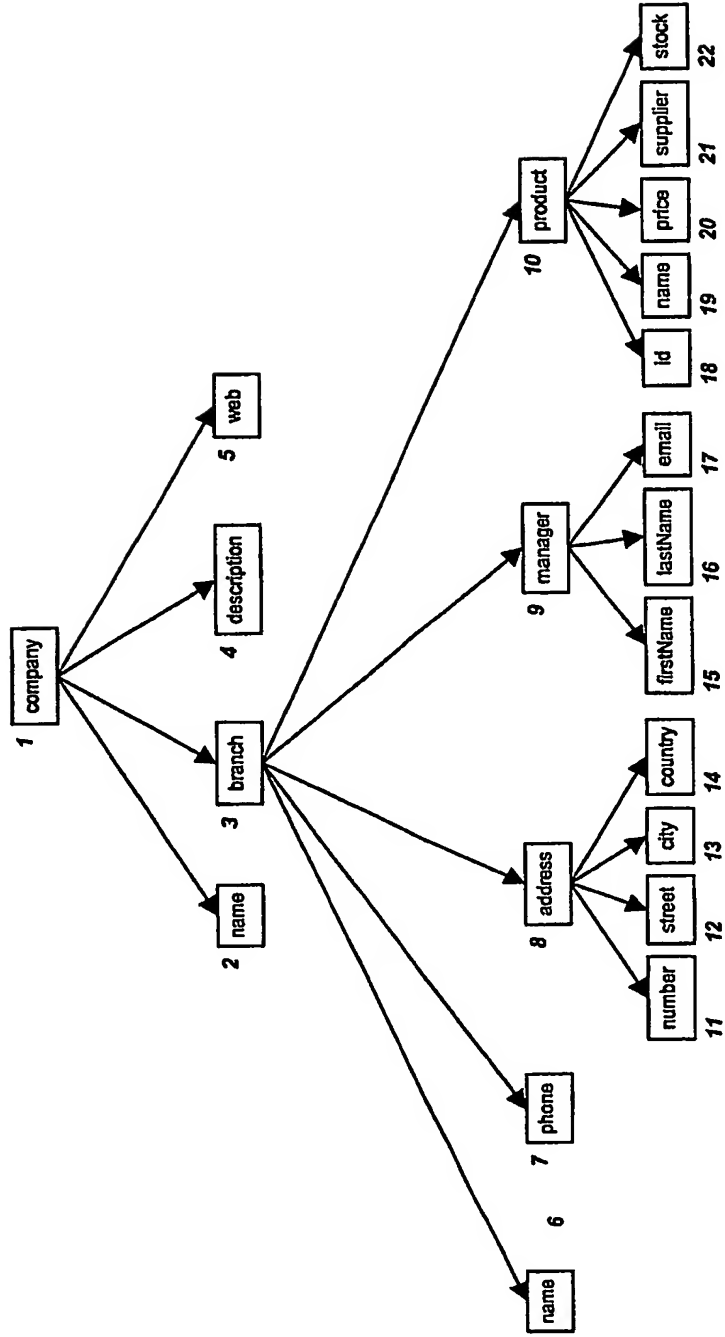 1 company
2 name
3 branch
4 description
5 web
name 6
7 phone
8 address
9 manager
10 product
number street city country
11 12 13 14
firstName lastName email
15 16 17
id name price supplier stock
18 19 20 21 22